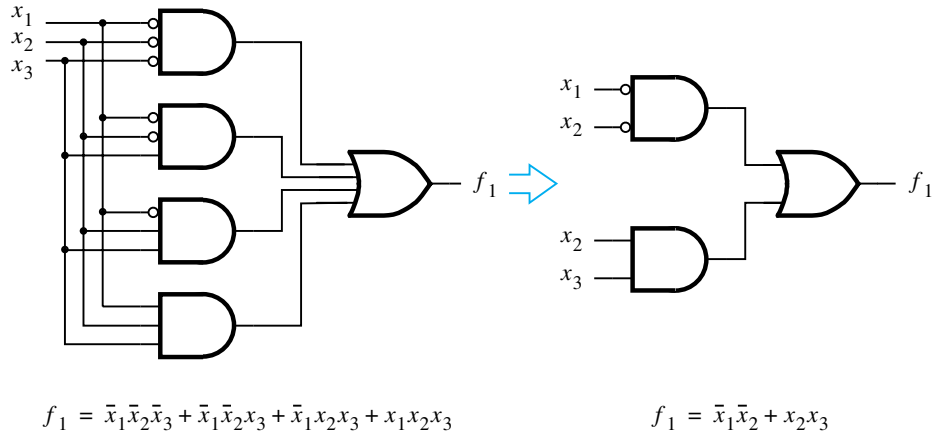 x₁
x₂
x₃
f₁
x₁
x₂
x₂
x₃
f₁
f₁ = x̄₁x̄₂x̄₃ + x̄₁x̄₂x₃ + x̄₁x₂x₃ + x₁x₂x₃
f₁ = x̄₁x̄₂ + x₂x₃